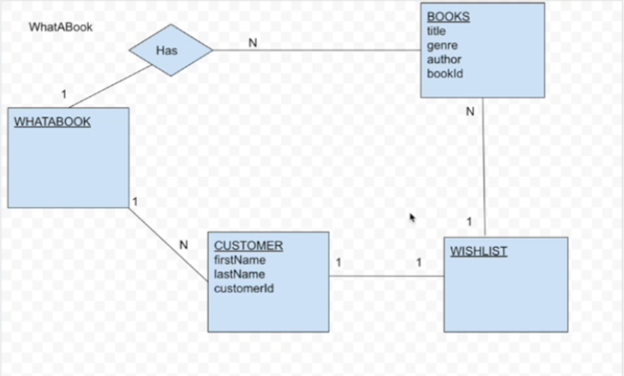 WhatABook
Has
N
BOOKS
title
genre
author
bookId
1
WHATABOOK
N
1
N
CUSTOMER
firstName
lastName
customerId
1
1
1
WISHLIST